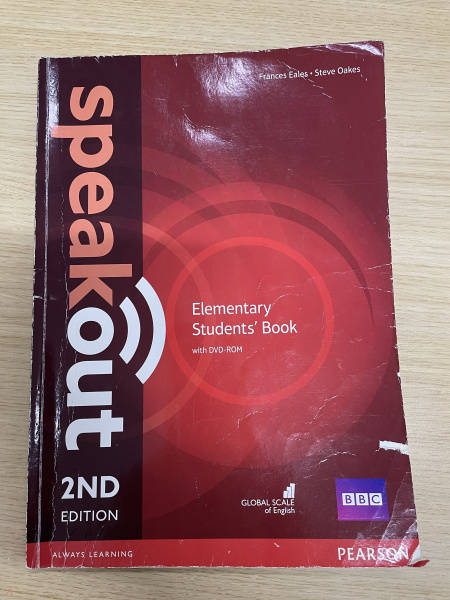 Frances Eales • Steve Oakes
speakout
Elementary
Students' Book
with DVD-ROM
2ND
EDITION
GLOBAL SCALE
of English
BBC
ALWAYS LEARNING
PEARSON